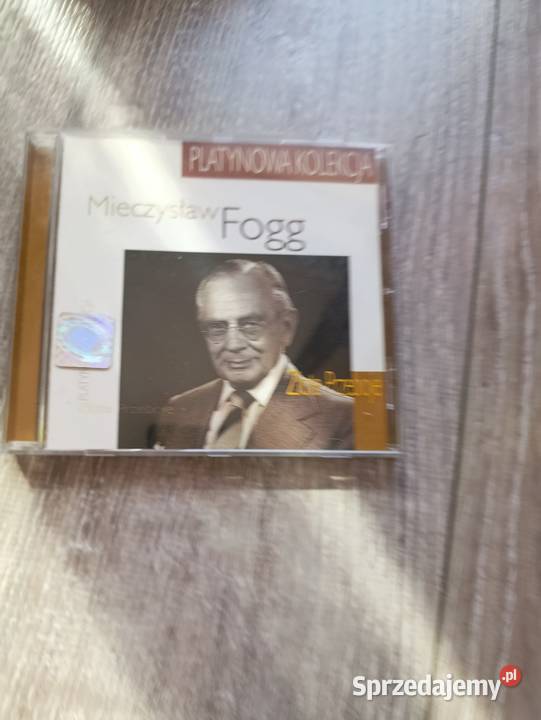 PLATYNOWA KOLEKCJA
Mieczysław
Fogg
Złote Przeboje
Sprzedajemy.pl